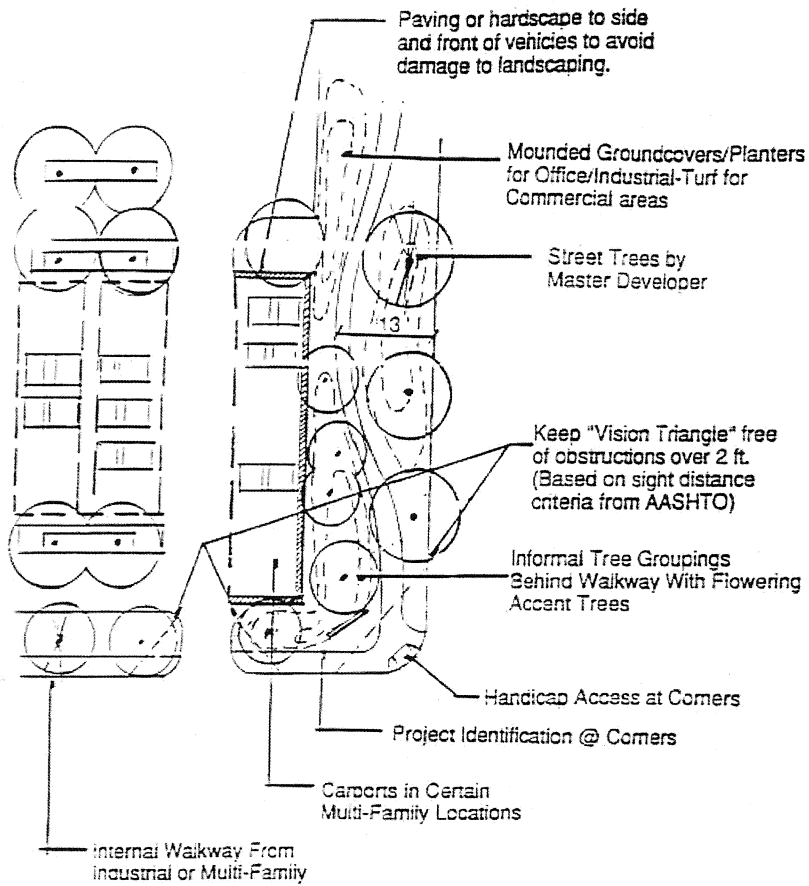 Paving or hardscape to side
and front of vehicles to avoid
damage to landscaping.
Mounded Groundcovers/Planters
for Office/Industrial-Turf for
Commercial areas
Street Trees by
Master Developer
13
Keep "Vision Triangle" free
of obstructions over 2 ft.
(Based on sight distance
criteria from AASHTO)
Informal Tree Groupings
Behind Walkway With Flowering
Accent Trees
Handicap Access at Corners
Project Identification @ Corners
Carports in Certain
Multi-Family Locations
Internal Walkway From
Industrial or Multi-Family